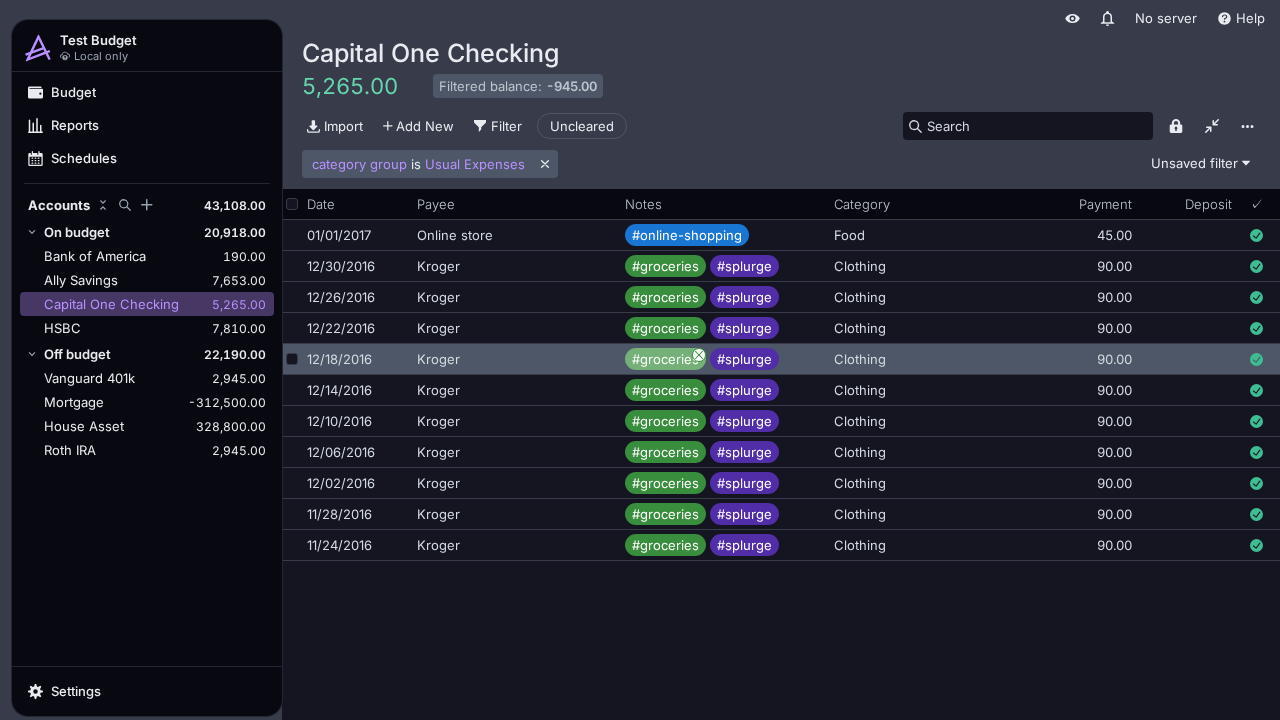 No server
Help
Test Budget
Local only
Budget
Reports
Schedules
Accounts 43,108.00
On budget 20,918.00
Bank of America 190.00
Ally Savings 7,653.00
Capital One Checking 5,265.00
HSBC 7,810.00
Off budget 22,190.00
Vanguard 401k 2,945.00
Mortgage -312,500.00
House Asset 328,800.00
Roth IRA 2,945.00
Settings
Capital One Checking
5,265.00 Filtered balance: -945.00
Import Add New Filter Uncleared Search
category group is Usual Expenses Unsaved filter
Date Payee Notes Category Payment Deposit ✓
01/01/2017 Online store #online-shopping Food 45.00
12/30/2016 Kroger #groceries #splurge Clothing 90.00
12/26/2016 Kroger #groceries #splurge Clothing 90.00
12/22/2016 Kroger #groceries #splurge Clothing 90.00
12/18/2016 Kroger #groceries #splurge Clothing 90.00
12/14/2016 Kroger #groceries #splurge Clothing 90.00
12/10/2016 Kroger #groceries #splurge Clothing 90.00
12/06/2016 Kroger #groceries #splurge Clothing 90.00
12/02/2016 Kroger #groceries #splurge Clothing 90.00
11/28/2016 Kroger #groceries #splurge Clothing 90.00
11/24/2016 Kroger #groceries #splurge Clothing 90.00